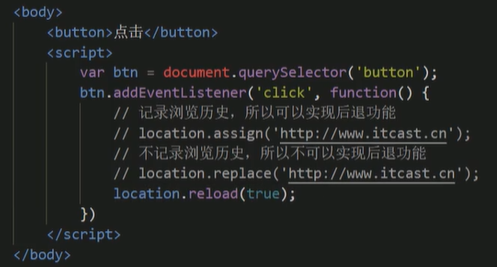 <body>
<button>点击</button>
<script>
var btn = document.querySelector('button');
btn.addEventListener('click', function() {
// 记录浏览历史，所以可以实现后退功能
// location.assign('http://www.itcast.cn');
// 不记录浏览历史，所以不可以实现后退功能
// location.replace('http://www.itcast.cn');
location.reload(true);
})
</script>
</body>